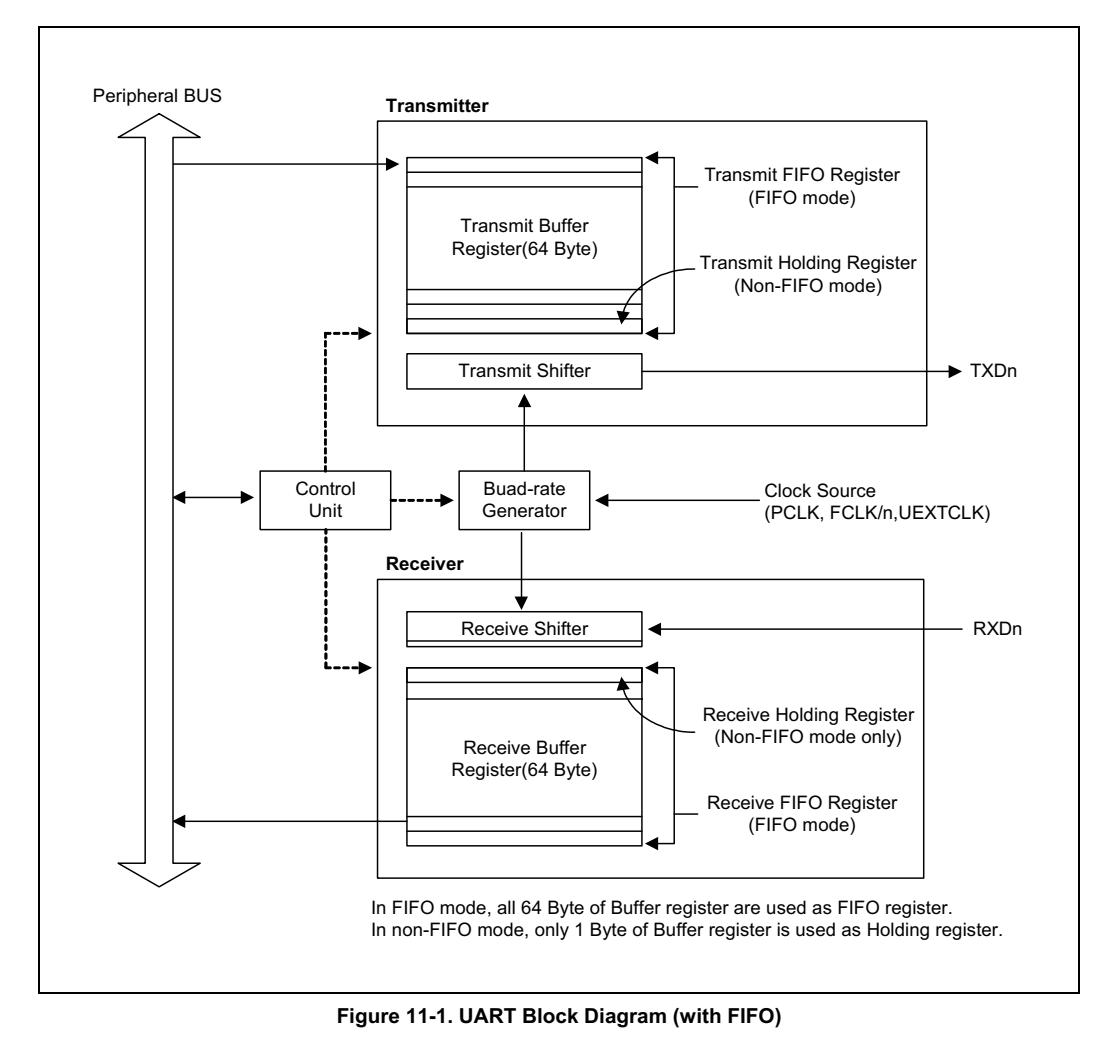 Peripheral BUS
Transmitter
Transmit FIFO Register
(FIFO mode)
Transmit Buffer
Register(64 Byte)
Transmit Holding Register
(Non-FIFO mode)
Transmit Shifter
TXDn
Control
Unit
Buad-rate
Generator
Clock Source
(PCLK, FCLK/n,UEXTCLK)
Receiver
Receive Shifter
RXDn
Receive Holding Register
(Non-FIFO mode only)
Receive Buffer
Register(64 Byte)
Receive FIFO Register
(FIFO mode)
In FIFO mode, all 64 Byte of Buffer register are used as FIFO register.
In non-FIFO mode, only 1 Byte of Buffer register is used as Holding register.
Figure 11-1. UART Block Diagram (with FIFO)